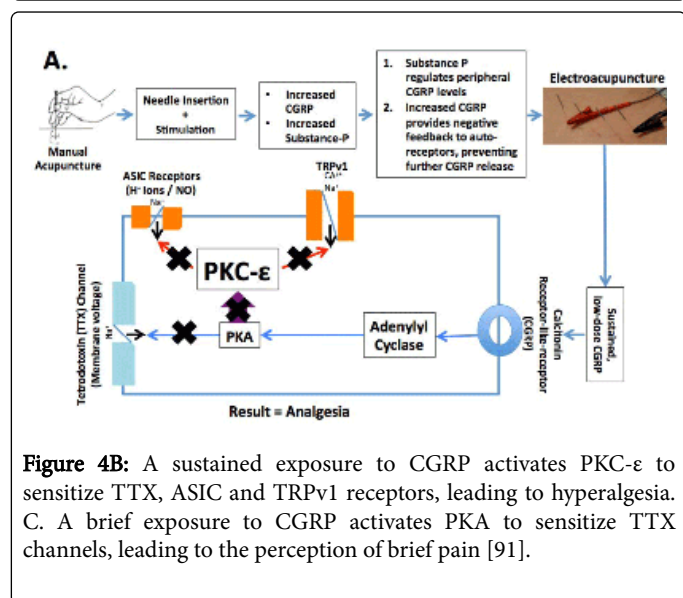 A.
Manual
Acupuncture
Needle Insertion
+
Stimulation
• Increased
CGRP
• Increased
Substance-P
1. Substance P
regulates peripheral
CGRP levels
2. Increased CGRP
provides negative
feedback to auto-
receptors, preventing
further CGRP release
Electroacupuncture
ASIC Receptors
(H⁺ Ions / NO)
Na⁺
TRPv1
Na⁺
PKC-ε
Tetrodotoxin (TTX) Channel
(Membrane voltage)
PKA
Adenylyl
Cyclase
Calcitonin
Receptor-like-receptor
(CGRP)
Sustained,
low-dose CGRP
Result = Analgesia
Figure 4B: A sustained exposure to CGRP activates PKC-ε to
sensitize TTX, ASIC and TRPv1 receptors, leading to hyperalgesia.
C. A brief exposure to CGRP activates PKA to sensitize TTX
channels, leading to the perception of brief pain [91].